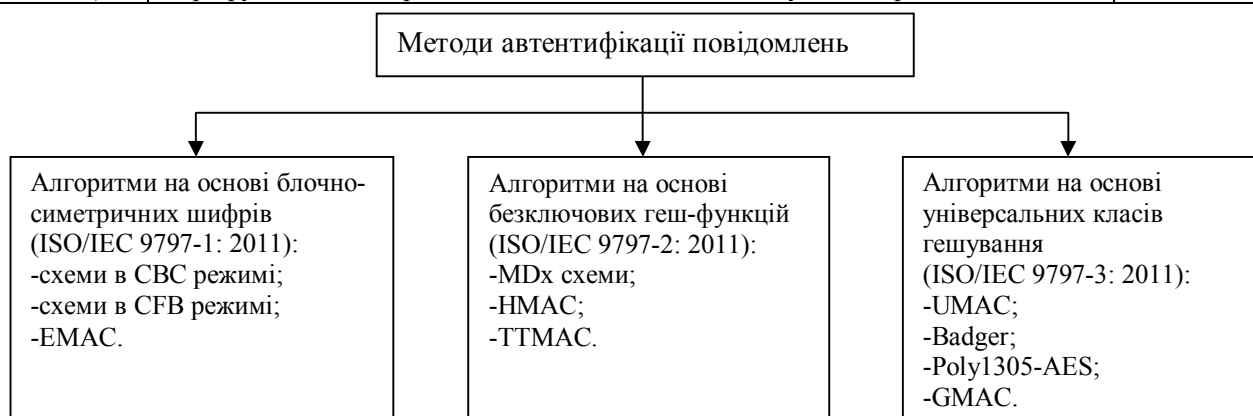 Методи автентифікації повідомлень
Алгоритми на основі блочно-
симетричних шифрів
(ISO/IEC 9797-1: 2011):
-схеми в CBC режимі;
-схеми в CFB режимі;
-EMAC.
Алгоритми на основі
безключових геш-функцій
(ISO/IEC 9797-2: 2011):
-MDx схеми;
-HMAC;
-TTMAC.
Алгоритми на основі
універсальних класів
гешування
(ISO/IEC 9797-3: 2011):
-UMAC;
-Badger;
-Poly1305-AES;
-GMAC.